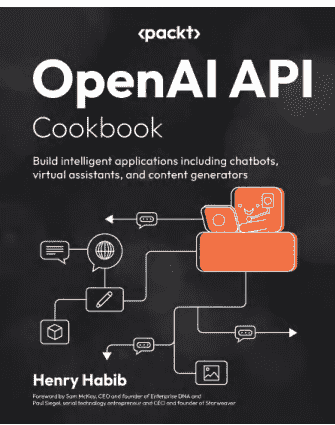 <packt>
OpenAI API
Cookbook
Build intelligent applications including chatbots,
virtual assistants, and content generators
Henry Habib
Foreword by Sam McKay, CEO and founder of Enterprise DNA and
Paul Siegel, serial technology entrepreneur and CEO and founder of Starweaver